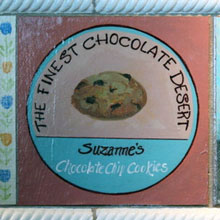 THE FINEST CHOCOLATE DESERT
Suzanne's
Chocolate Chip Cookies